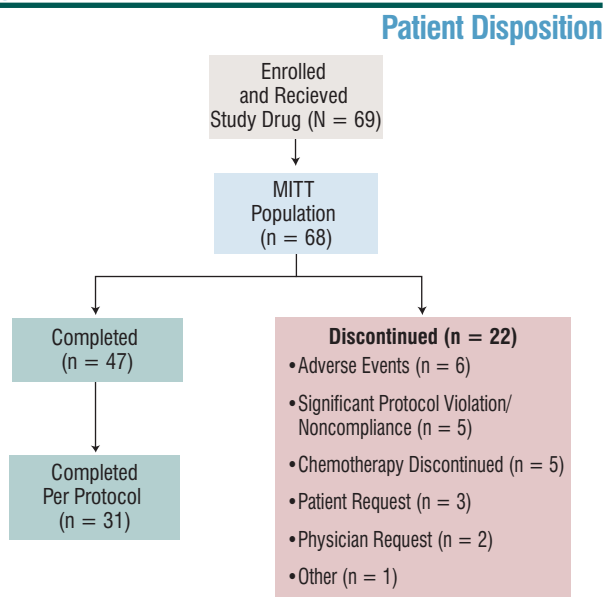 Patient Disposition
Enrolled
and Recieved
Study Drug (N = 69)
MITT
Population
(n = 68)
Completed
(n = 47)
Completed
Per Protocol
(n = 31)
Discontinued (n = 22)
•Adverse Events (n = 6)
•Significant Protocol Violation/
Noncompliance (n = 5)
•Chemotherapy Discontinued (n = 5)
•Patient Request (n = 3)
•Physician Request (n = 2)
•Other (n = 1)